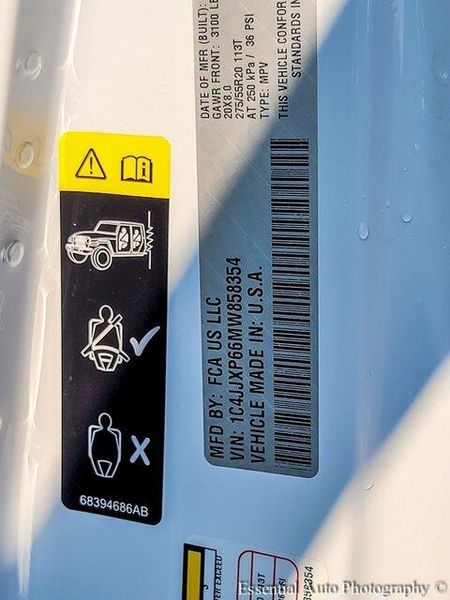 DATE OF MFR (BUILT):
GAWR FRONT: 3100 LB
20X8.0
275/55R20 113T
AT 250 kPa / 36 PSI
TYPE: MPV
THIS VEHICLE CONFOR
STANDARDS IN
MFD BY: FCA US LLC
VIN: 1C4JJXP66MW858354
VEHICLE MADE IN: U.S.A.
68394686AB
Essential Auto Photography ©